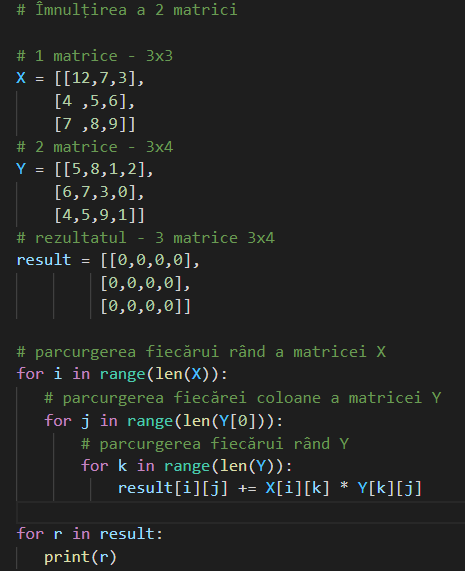 # Îmnulțirea a 2 matrici

# 1 matrice - 3x3
X = [[12,7,3],
    [4 ,5,6],
    [7 ,8,9]]
# 2 matrice - 3x4
Y = [[5,8,1,2],
    [6,7,3,0],
    [4,5,9,1]]
# rezultatul - 3 matrice 3x4
result = [[0,0,0,0],
         [0,0,0,0],
         [0,0,0,0]]

# parcurgerea fiecărui rând a matricei X
for i in range(len(X)):
   # parcurgerea fiecărei coloane a matricei Y
   for j in range(len(Y[0])):
       # parcurgerea fiecărui rând Y
       for k in range(len(Y)):
           result[i][j] += X[i][k] * Y[k][j]

for r in result:
   print(r)